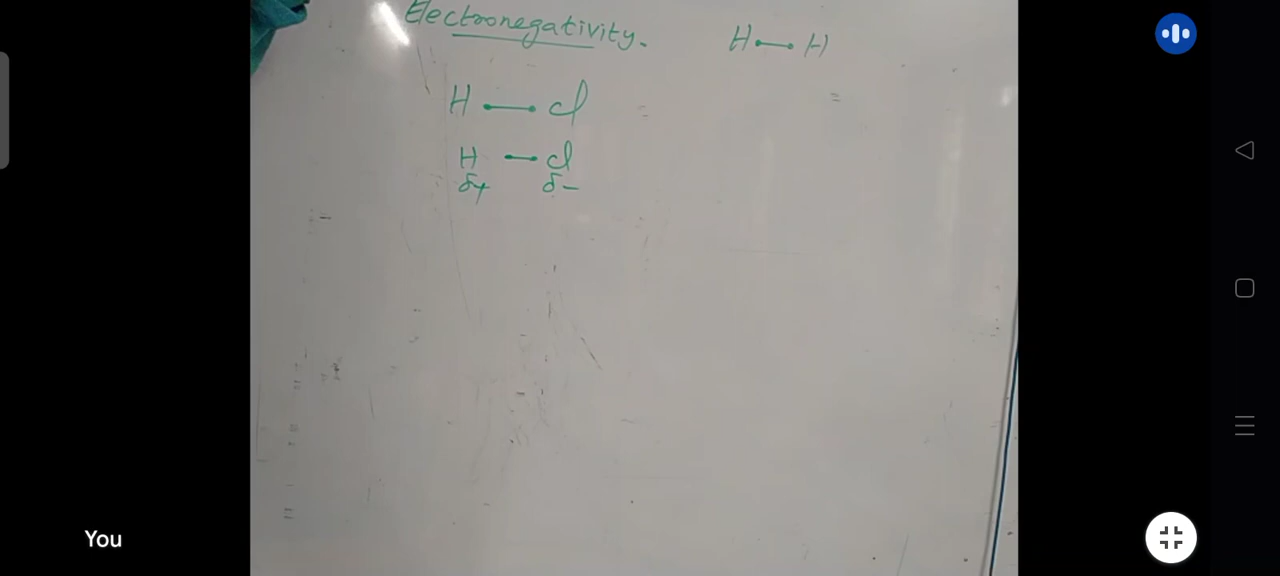 Electronegativity.
H — H
H — Cl
H — Cl
δ+ δ-
You